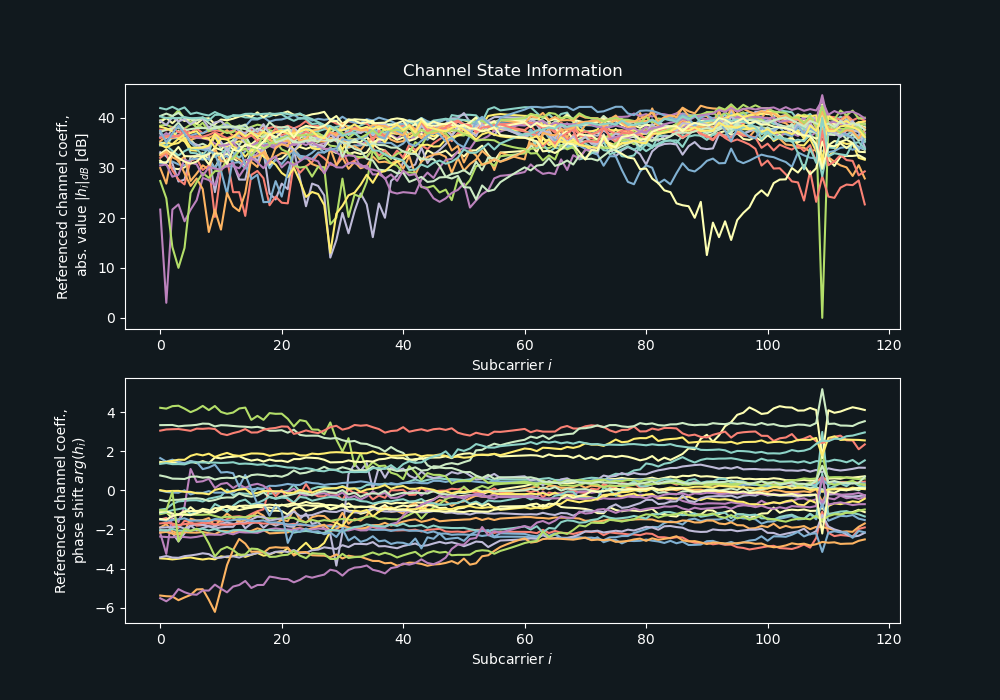 Channel State Information
Referenced channel coeff.,
abs. value |h_i|_dB [dB]
40
30
20
10
0
0 20 40 60 80 100 120
Subcarrier i
Referenced channel coeff.,
phase shift arg(h_i)
4
2
0
−2
−4
−6
0 20 40 60 80 100 120
Subcarrier i